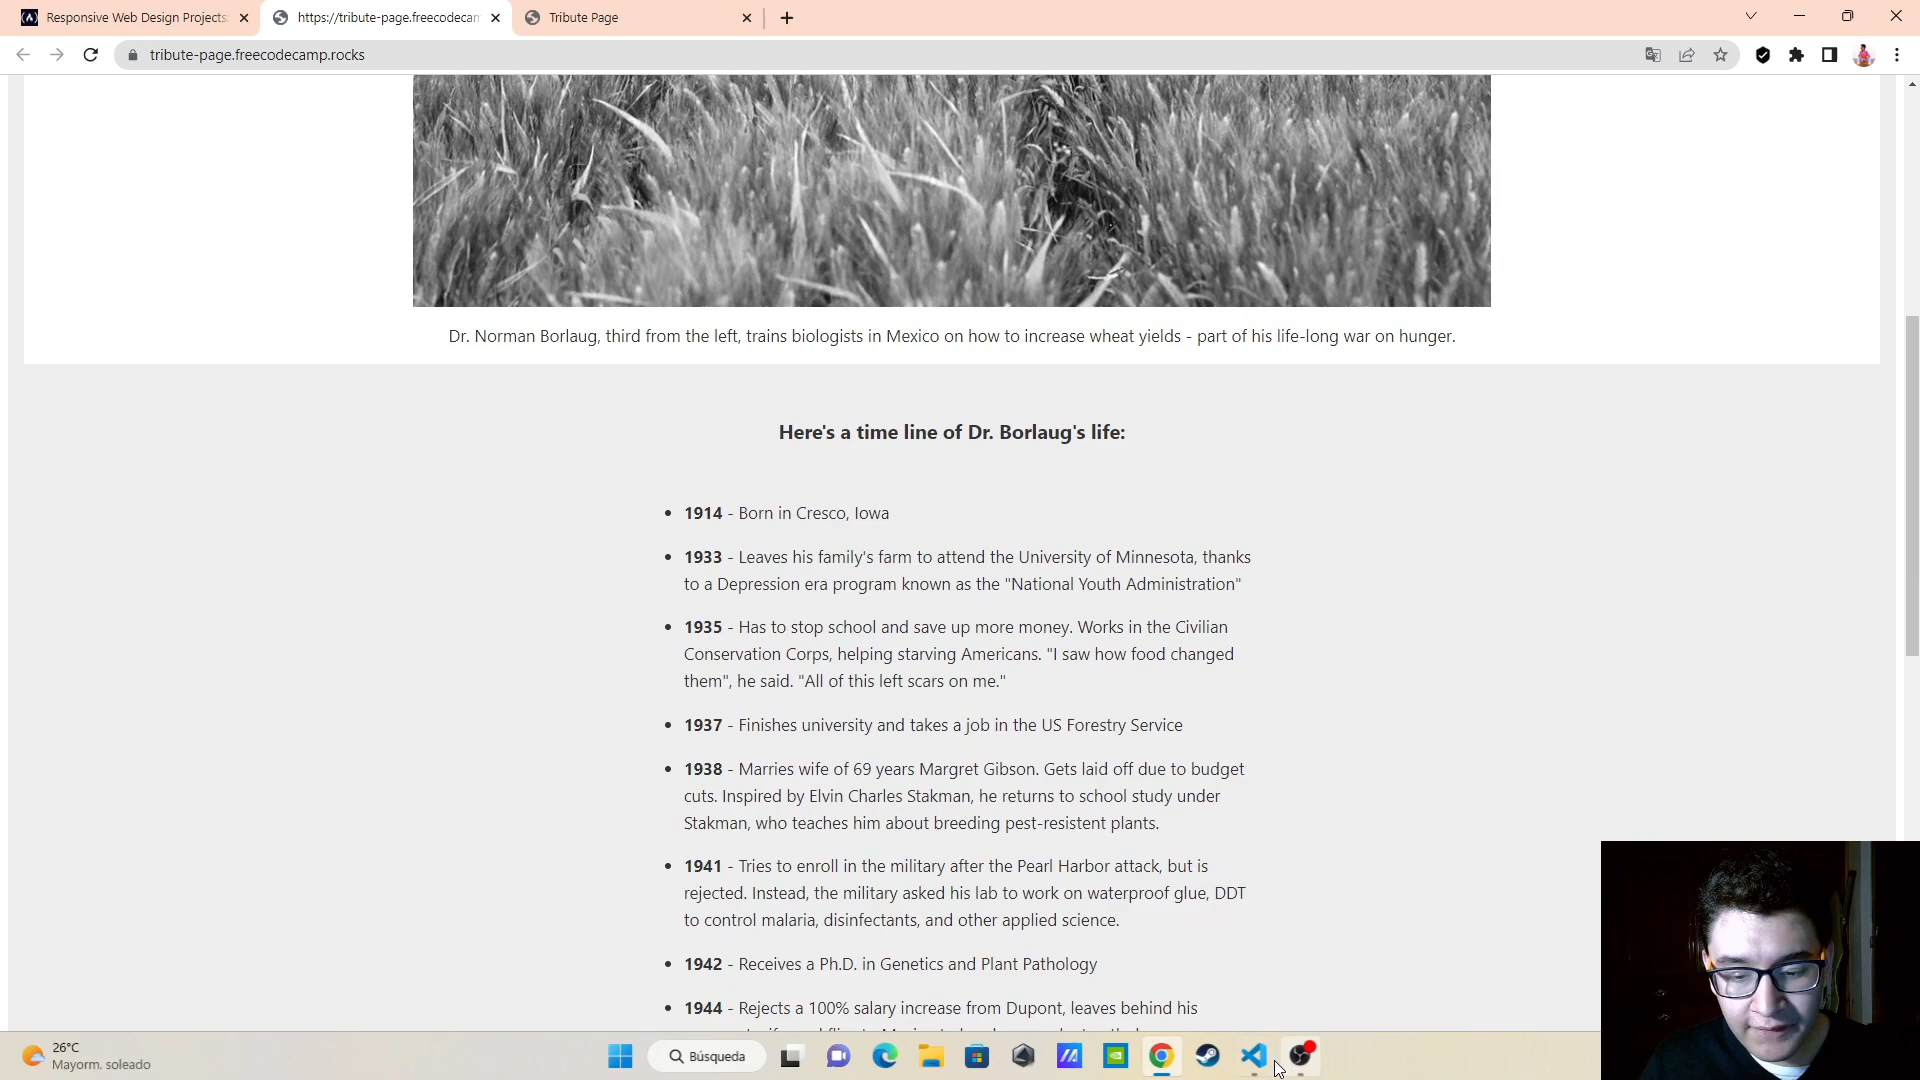 Responsive Web Design Projects:
https://tribute-page.freecodecam
Tribute Page
tribute-page.freecodecamp.rocks
Dr. Norman Borlaug, third from the left, trains biologists in Mexico on how to increase wheat yields - part of his life-long war on hunger.
Here's a time line of Dr. Borlaug's life:
1914 - Born in Cresco, Iowa
1933 - Leaves his family's farm to attend the University of Minnesota, thanks
to a Depression era program known as the "National Youth Administration"
1935 - Has to stop school and save up more money. Works in the Civilian
Conservation Corps, helping starving Americans. "I saw how food changed
them", he said. "All of this left scars on me."
1937 - Finishes university and takes a job in the US Forestry Service
1938 - Marries wife of 69 years Margret Gibson. Gets laid off due to budget
cuts. Inspired by Elvin Charles Stakman, he returns to school study under
Stakman, who teaches him about breeding pest-resistent plants.
1941 - Tries to enroll in the military after the Pearl Harbor attack, but is
rejected. Instead, the military asked his lab to work on waterproof glue, DDT
to control malaria, disinfectants, and other applied science.
1942 - Receives a Ph.D. in Genetics and Plant Pathology
1944 - Rejects a 100% salary increase from Dupont, leaves behind his
26°C
Mayorm. soleado
Búsqueda